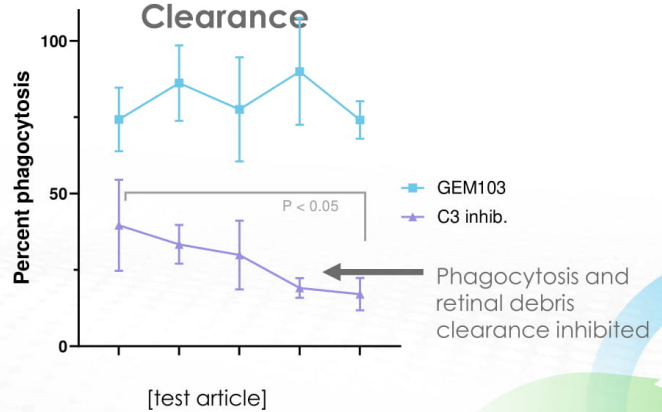 Clearance
100
50
0
Percent phagocytosis
P < 0.05
GEM103
C3 inhib.
Phagocytosis and
retinal debris
clearance inhibited
[test article]